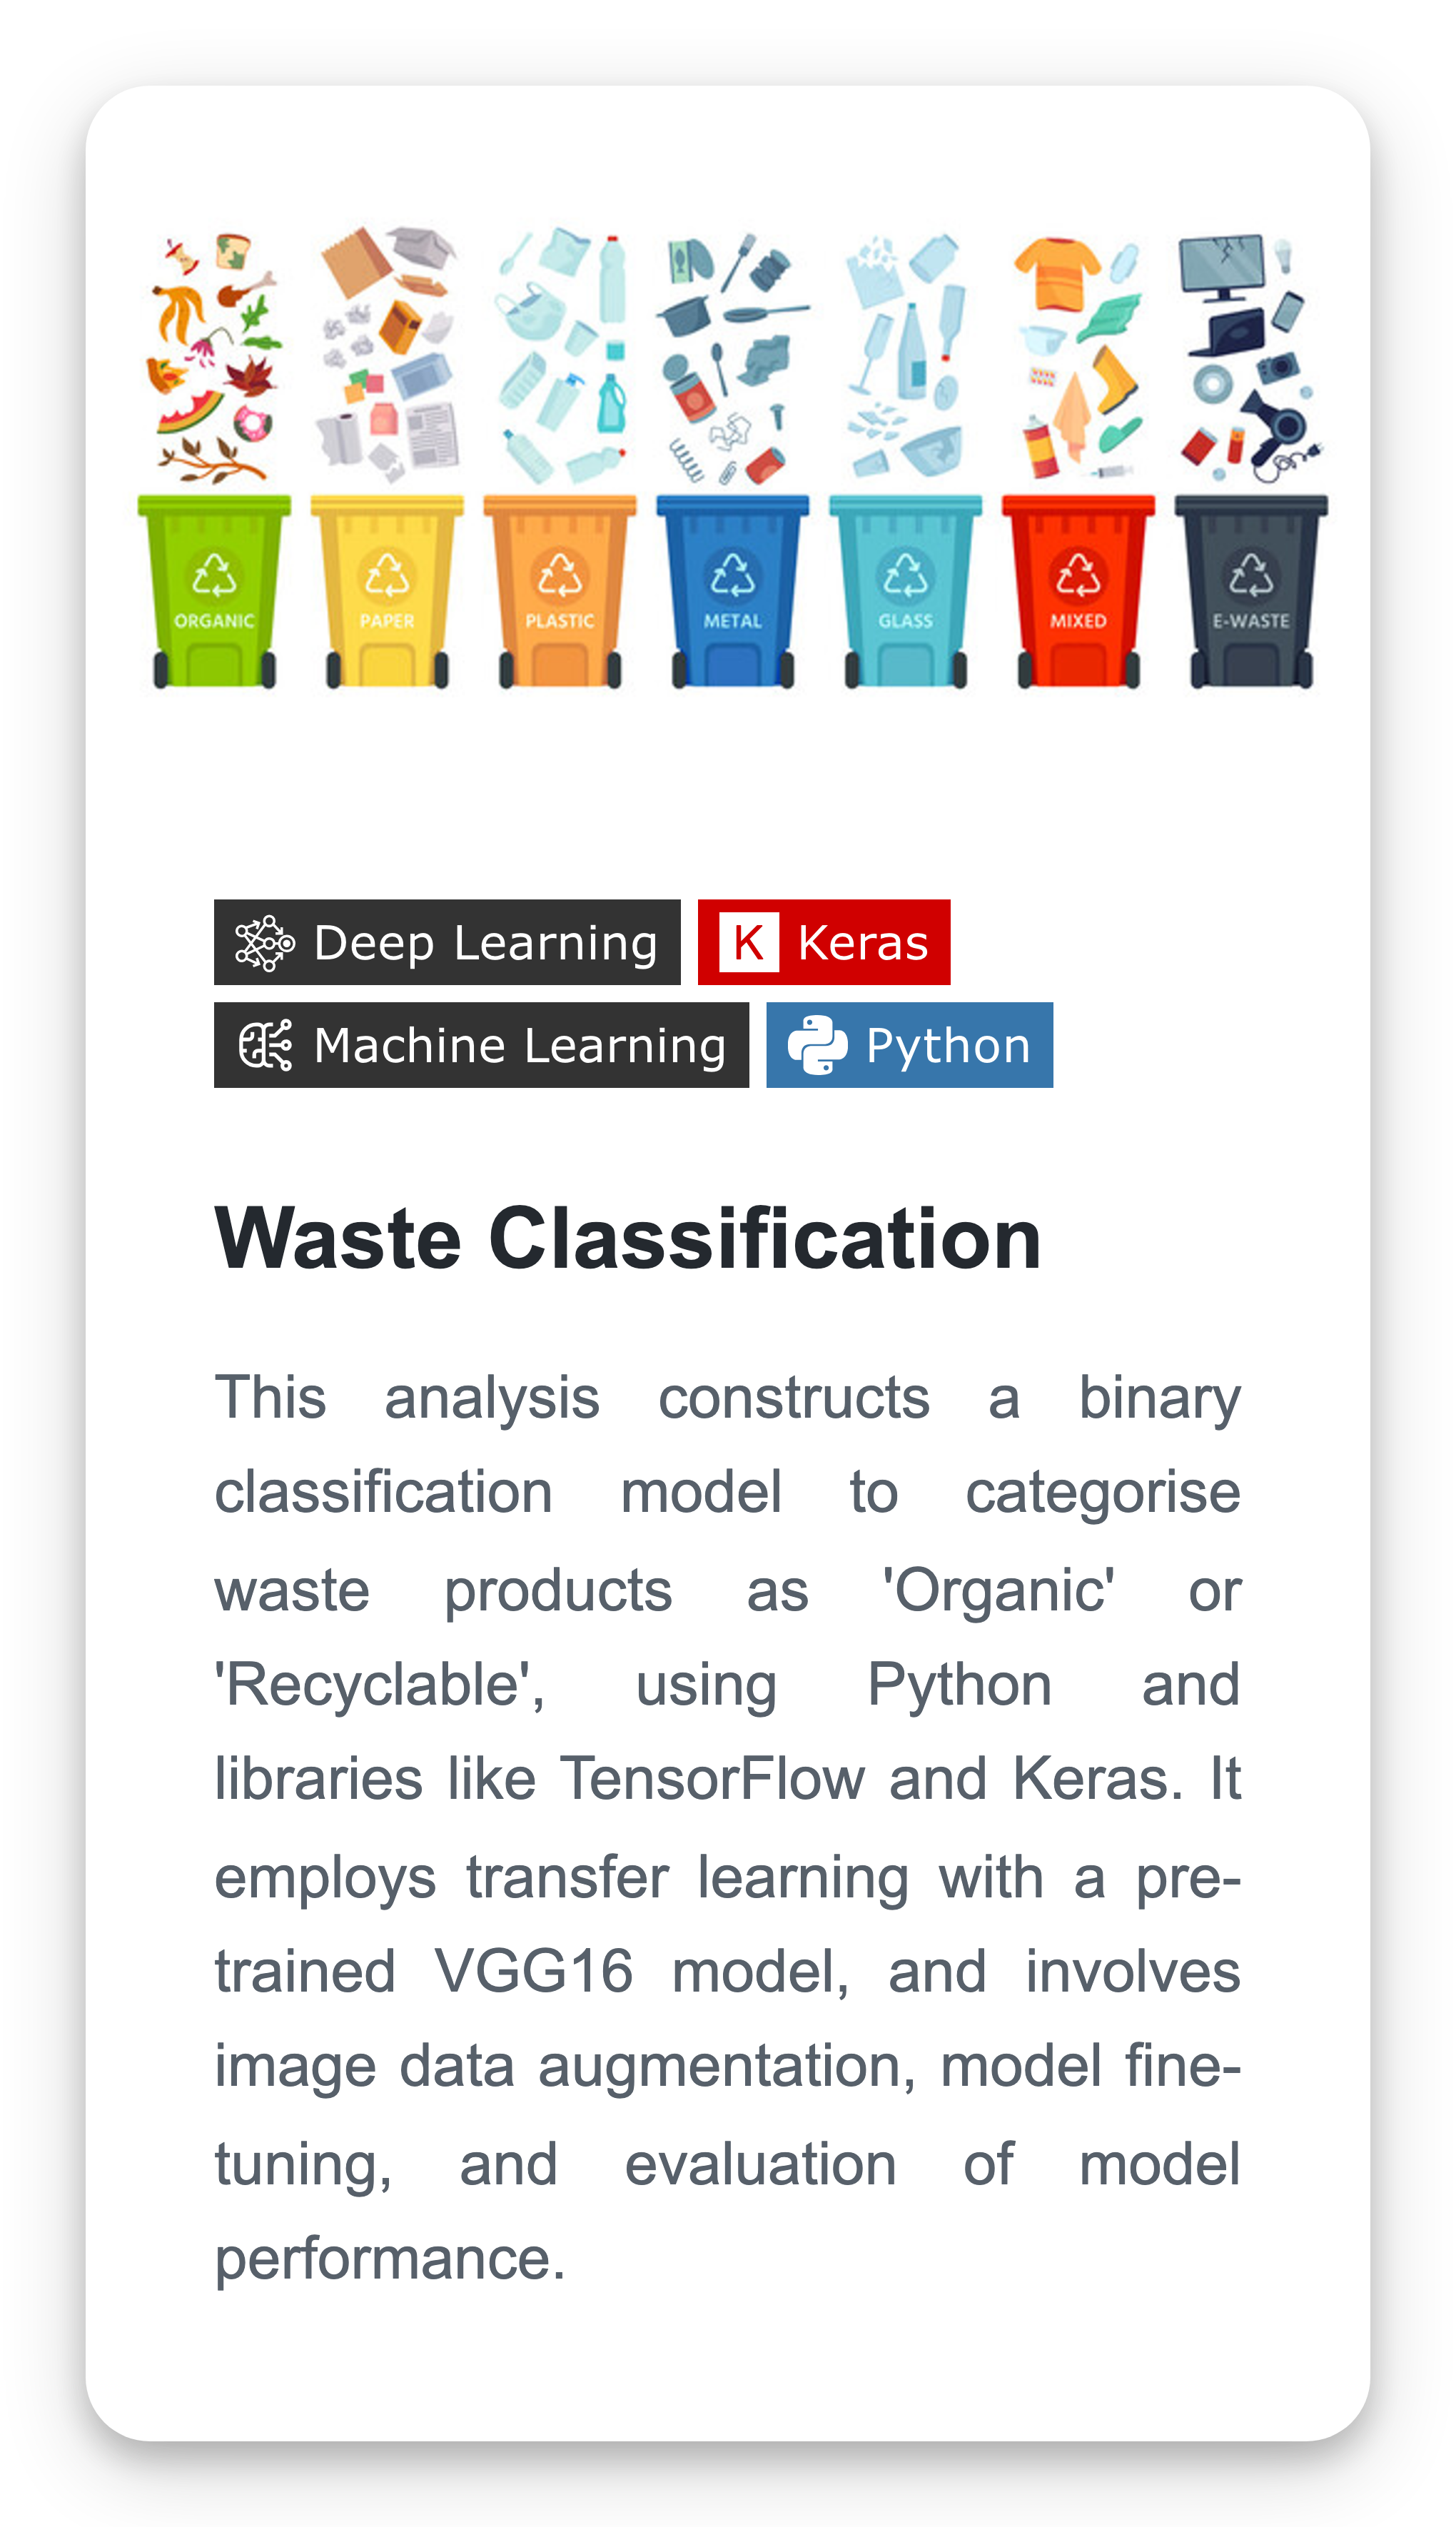 ORGANIC PAPER PLASTIC METAL GLASS MIXED E-WASTE
Deep Learning K Keras
Machine Learning Python
Waste Classification
This analysis constructs a binary
classification model to categorise
waste products as 'Organic' or
'Recyclable', using Python and
libraries like TensorFlow and Keras. It
employs transfer learning with a pre-
trained VGG16 model, and involves
image data augmentation, model fine-
tuning, and evaluation of model
performance.